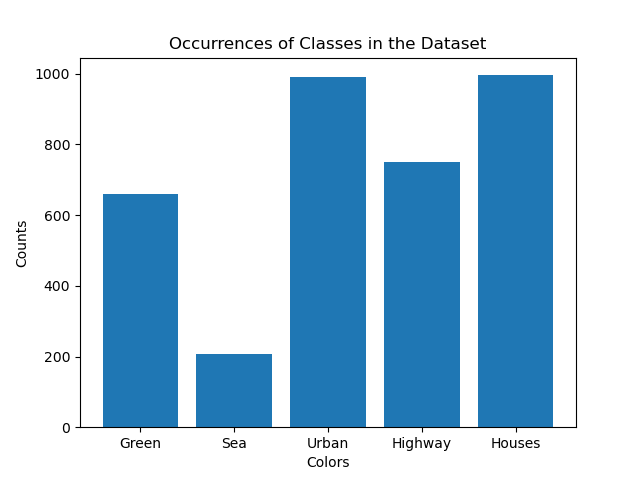 Occurrences of Classes in the Dataset
1000
800
600
400
200
0
Counts
Green Sea Urban Highway Houses
Colors